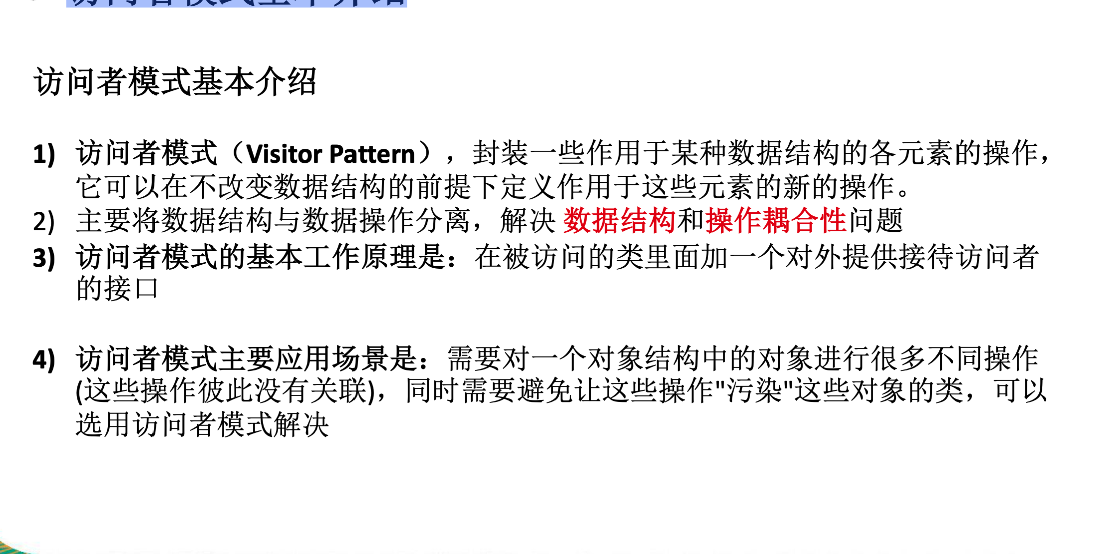 访问者模式基本介绍
访问者模式基本介绍
1) 访问者模式（Visitor Pattern），封装一些作用于某种数据结构的各元素的操作，
它可以在不改变数据结构的前提下定义作用于这些元素的新的操作。
2) 主要将数据结构与数据操作分离，解决 数据结构和操作耦合性问题
3) 访问者模式的基本工作原理是：在被访问的类里面加一个对外提供接待访问者
的接口
4) 访问者模式主要应用场景是：需要对一个对象结构中的对象进行很多不同操作
(这些操作彼此没有关联)，同时需要避免让这些操作"污染"这些对象的类，可以
选用访问者模式解决